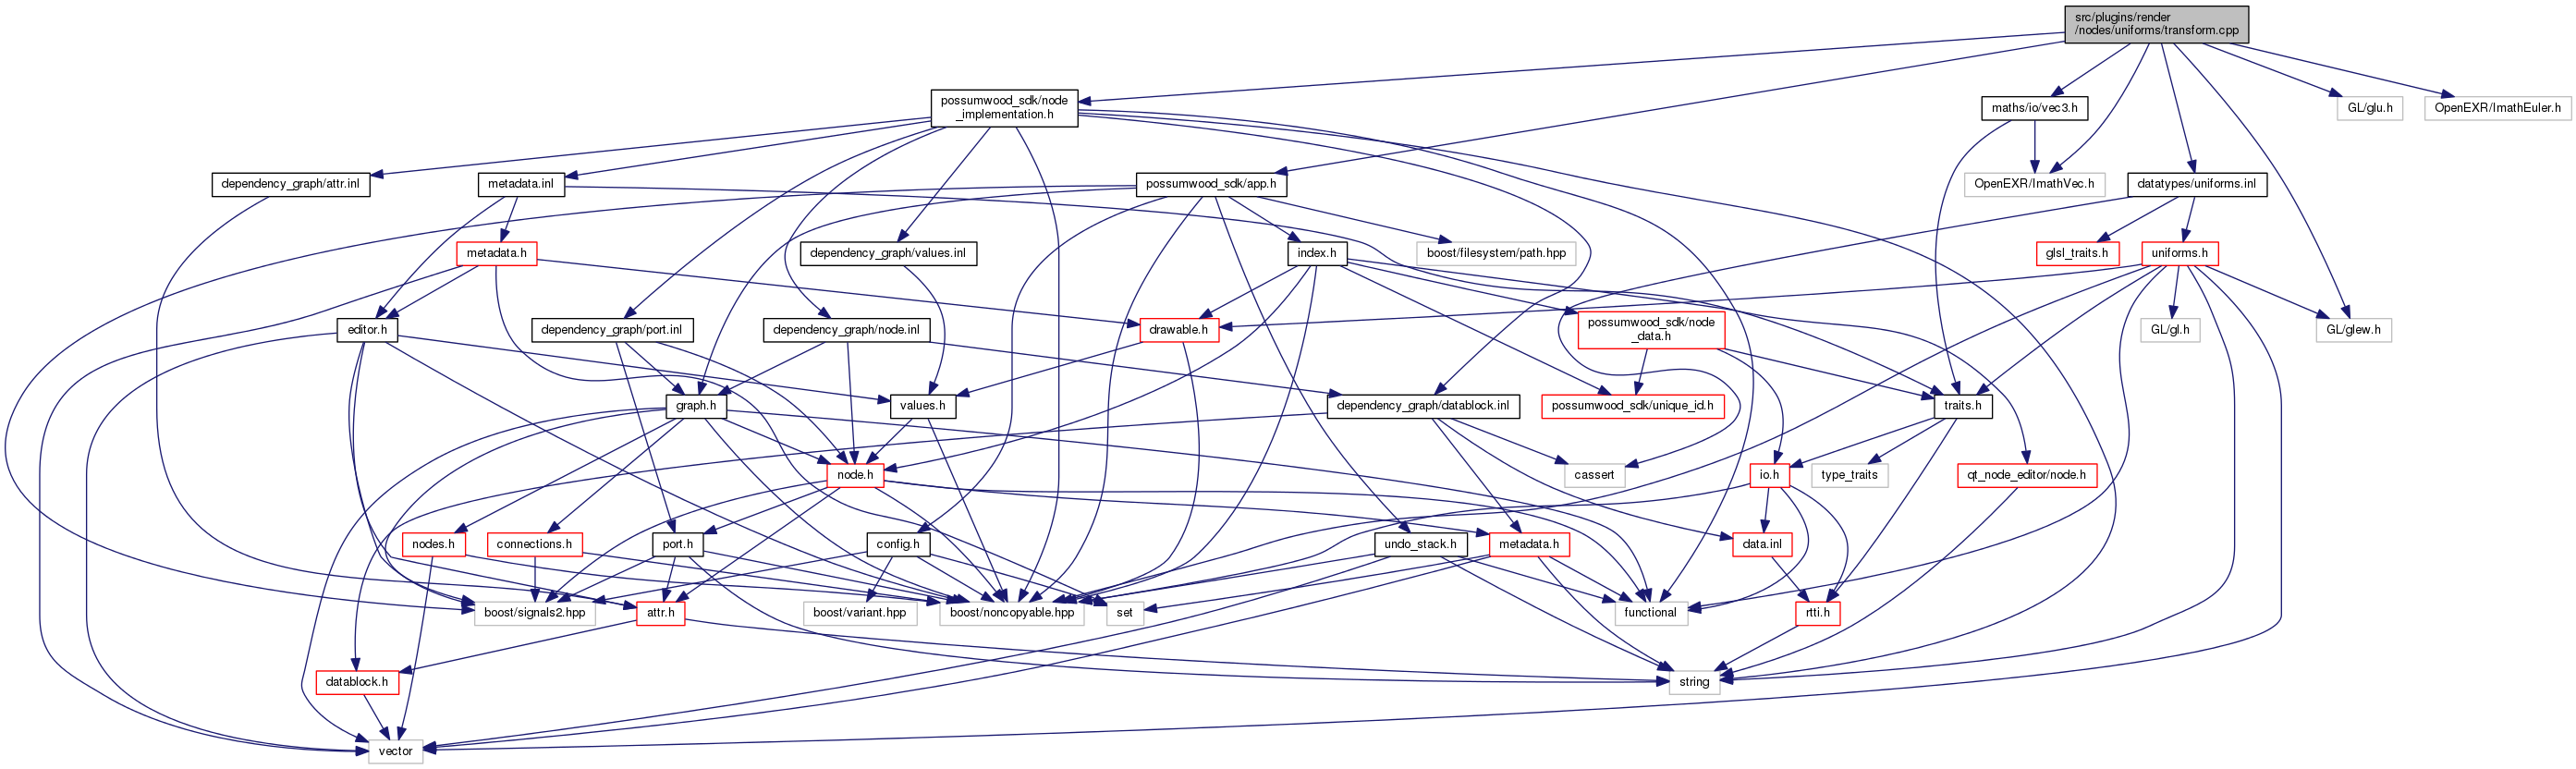 src/plugins/render
/nodes/uniforms/transform.cpp
possumwood_sdk/node
_implementation.h
maths/io/vec3.h
GL/glu.h
OpenEXR/ImathEuler.h
dependency_graph/attr.inl
metadata.inl
possumwood_sdk/app.h
OpenEXR/ImathVec.h
datatypes/uniforms.inl
metadata.h
dependency_graph/values.inl
boost/filesystem/path.hpp
index.h
glsl_traits.h
uniforms.h
editor.h
dependency_graph/port.inl
dependency_graph/node.inl
drawable.h
possumwood_sdk/node
_data.h
GL/gl.h
GL/glew.h
graph.h
values.h
dependency_graph/datablock.inl
possumwood_sdk/unique_id.h
traits.h
node.h
cassert
io.h
type_traits
qt_node_editor/node.h
nodes.h
connections.h
port.h
config.h
undo_stack.h
metadata.h
data.inl
boost/signals2.hpp
attr.h
boost/variant.hpp
boost/noncopyable.hpp
set
functional
rtti.h
datablock.h
string
vector